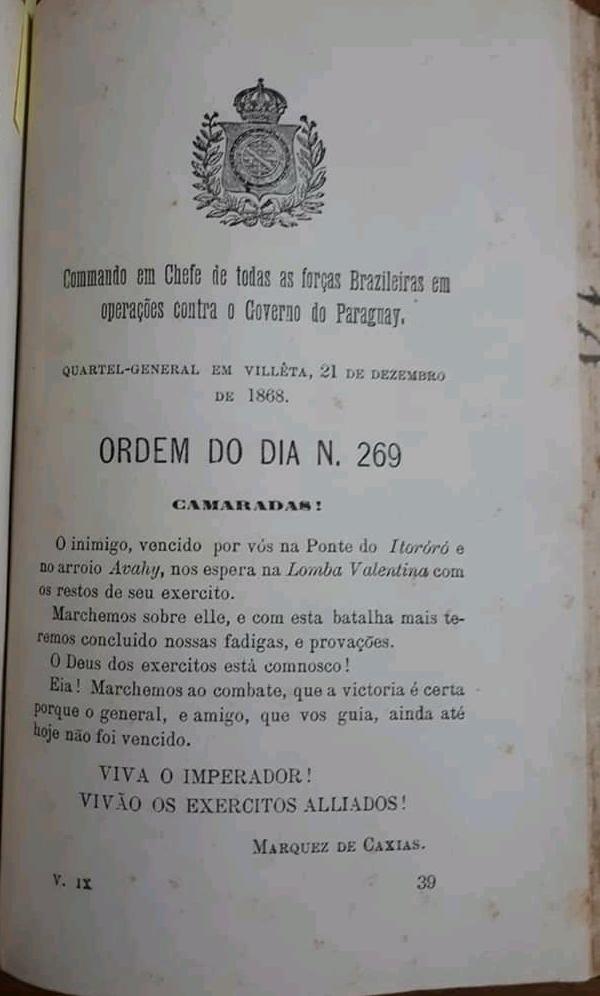 Commando em Chefe de todas as forças Brazileiras em
operações contra o Governo do Paraguay.
QUARTEL-GENERAL EM VILLÊTA, 21 DE DEZEMBRO
DE 1868.
ORDEM DO DIA N. 269
CAMARADAS!
O inimigo, vencido por vós na Ponte do Itoróró e
no arroio Avahy, nos espera na Lomba Valentina com
os restos de seu exercito.
Marchemos sobre elle, e com esta batalha mais te-
remos concluido nossas fadigas, e provações.
O Deus dos exercitos está comnosco!
Eia! Marchemos ao combate, que a victoria é certa
porque o general, e amigo, que vos guia, ainda até
hoje não foi vencido.
VIVA O IMPERADOR!
VIVÃO OS EXERCITOS ALLIADOS!
MARQUEZ DE CAXIAS.
V. IX 39